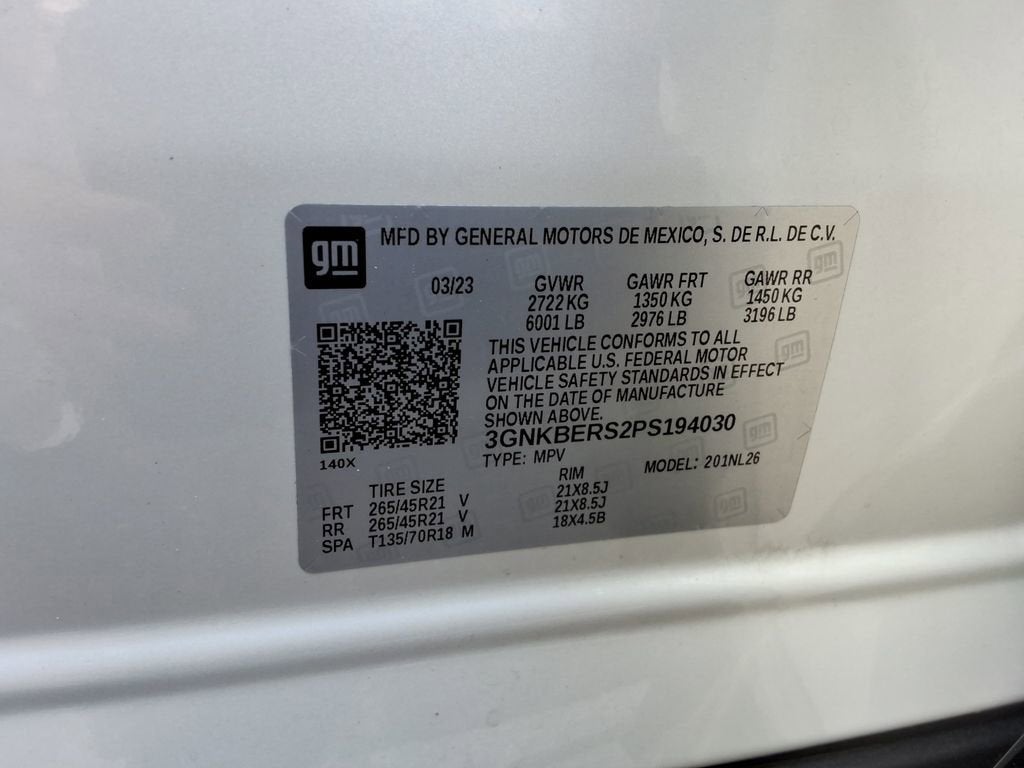 gm
MFD BY GENERAL MOTORS DE MEXICO, S. DE R.L. DE C.V.
03/23 GVWR GAWR FRT GAWR RR
2722 KG 1350 KG 1450 KG
6001 LB 2976 LB 3196 LB
THIS VEHICLE CONFORMS TO ALL
APPLICABLE U.S. FEDERAL MOTOR
VEHICLE SAFETY STANDARDS IN EFFECT
ON THE DATE OF MANUFACTURE
SHOWN ABOVE.
3GNKBERS2PS194030
140X
TYPE: MPV MODEL: 201NL26
TIRE SIZE RIM
FRT 265/45R21 V 21X8.5J
RR 265/45R21 V 21X8.5J
SPA T135/70R18 M 18X4.5B